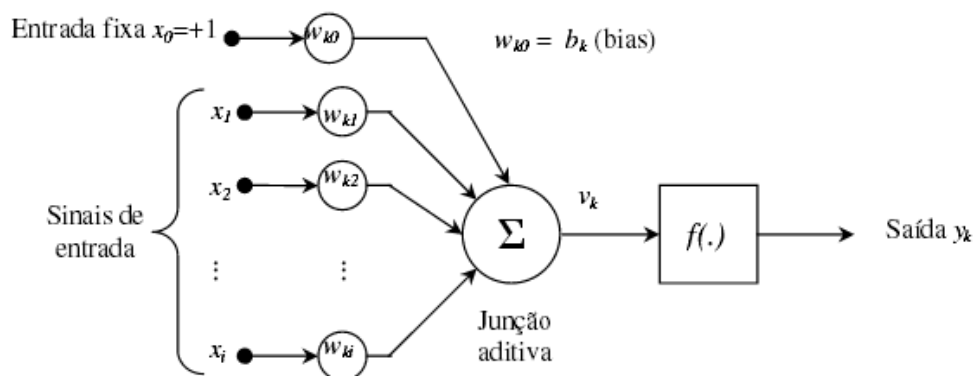 Entrada fixa x0=+1
wk0
wk0 = bk (bias)
x1
wk1
x2
wk2
Sinais de
entrada
⋮
⋮
xi
wki
Σ
Junção
aditiva
vk
f(.)
Saída yk